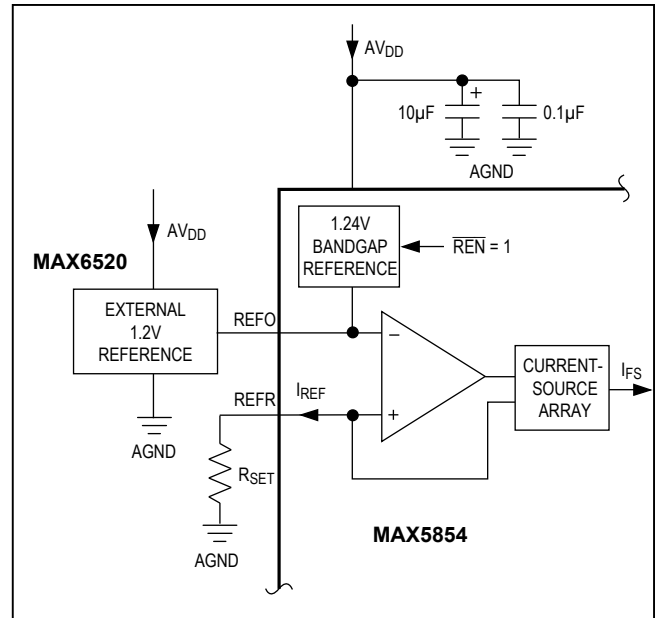 AVDD
10µF
+
0.1µF
AGND
AVDD
MAX6520
1.24V
BANDGAP
REFERENCE
R̅E̅N̅ = 1
EXTERNAL
1.2V
REFERENCE
REFO
−
CURRENT-
SOURCE
ARRAY
IFS
REFR
IREF
+
AGND
RSET
AGND
MAX5854